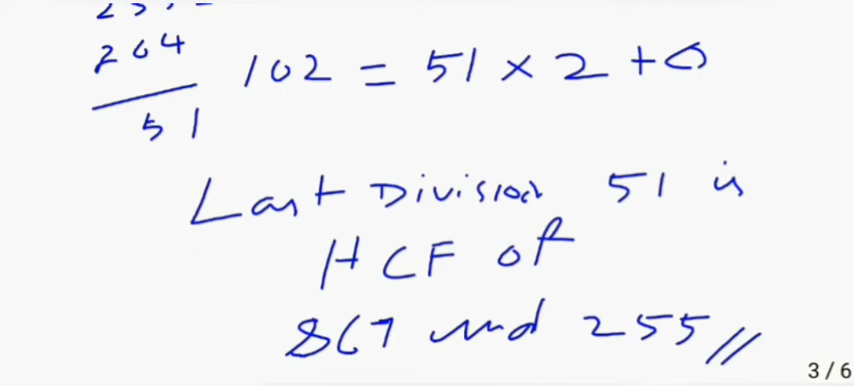 204
51
102 = 51 × 2 + 0
Last Division 51 is
HCF of
867 and 255 //
3 / 6